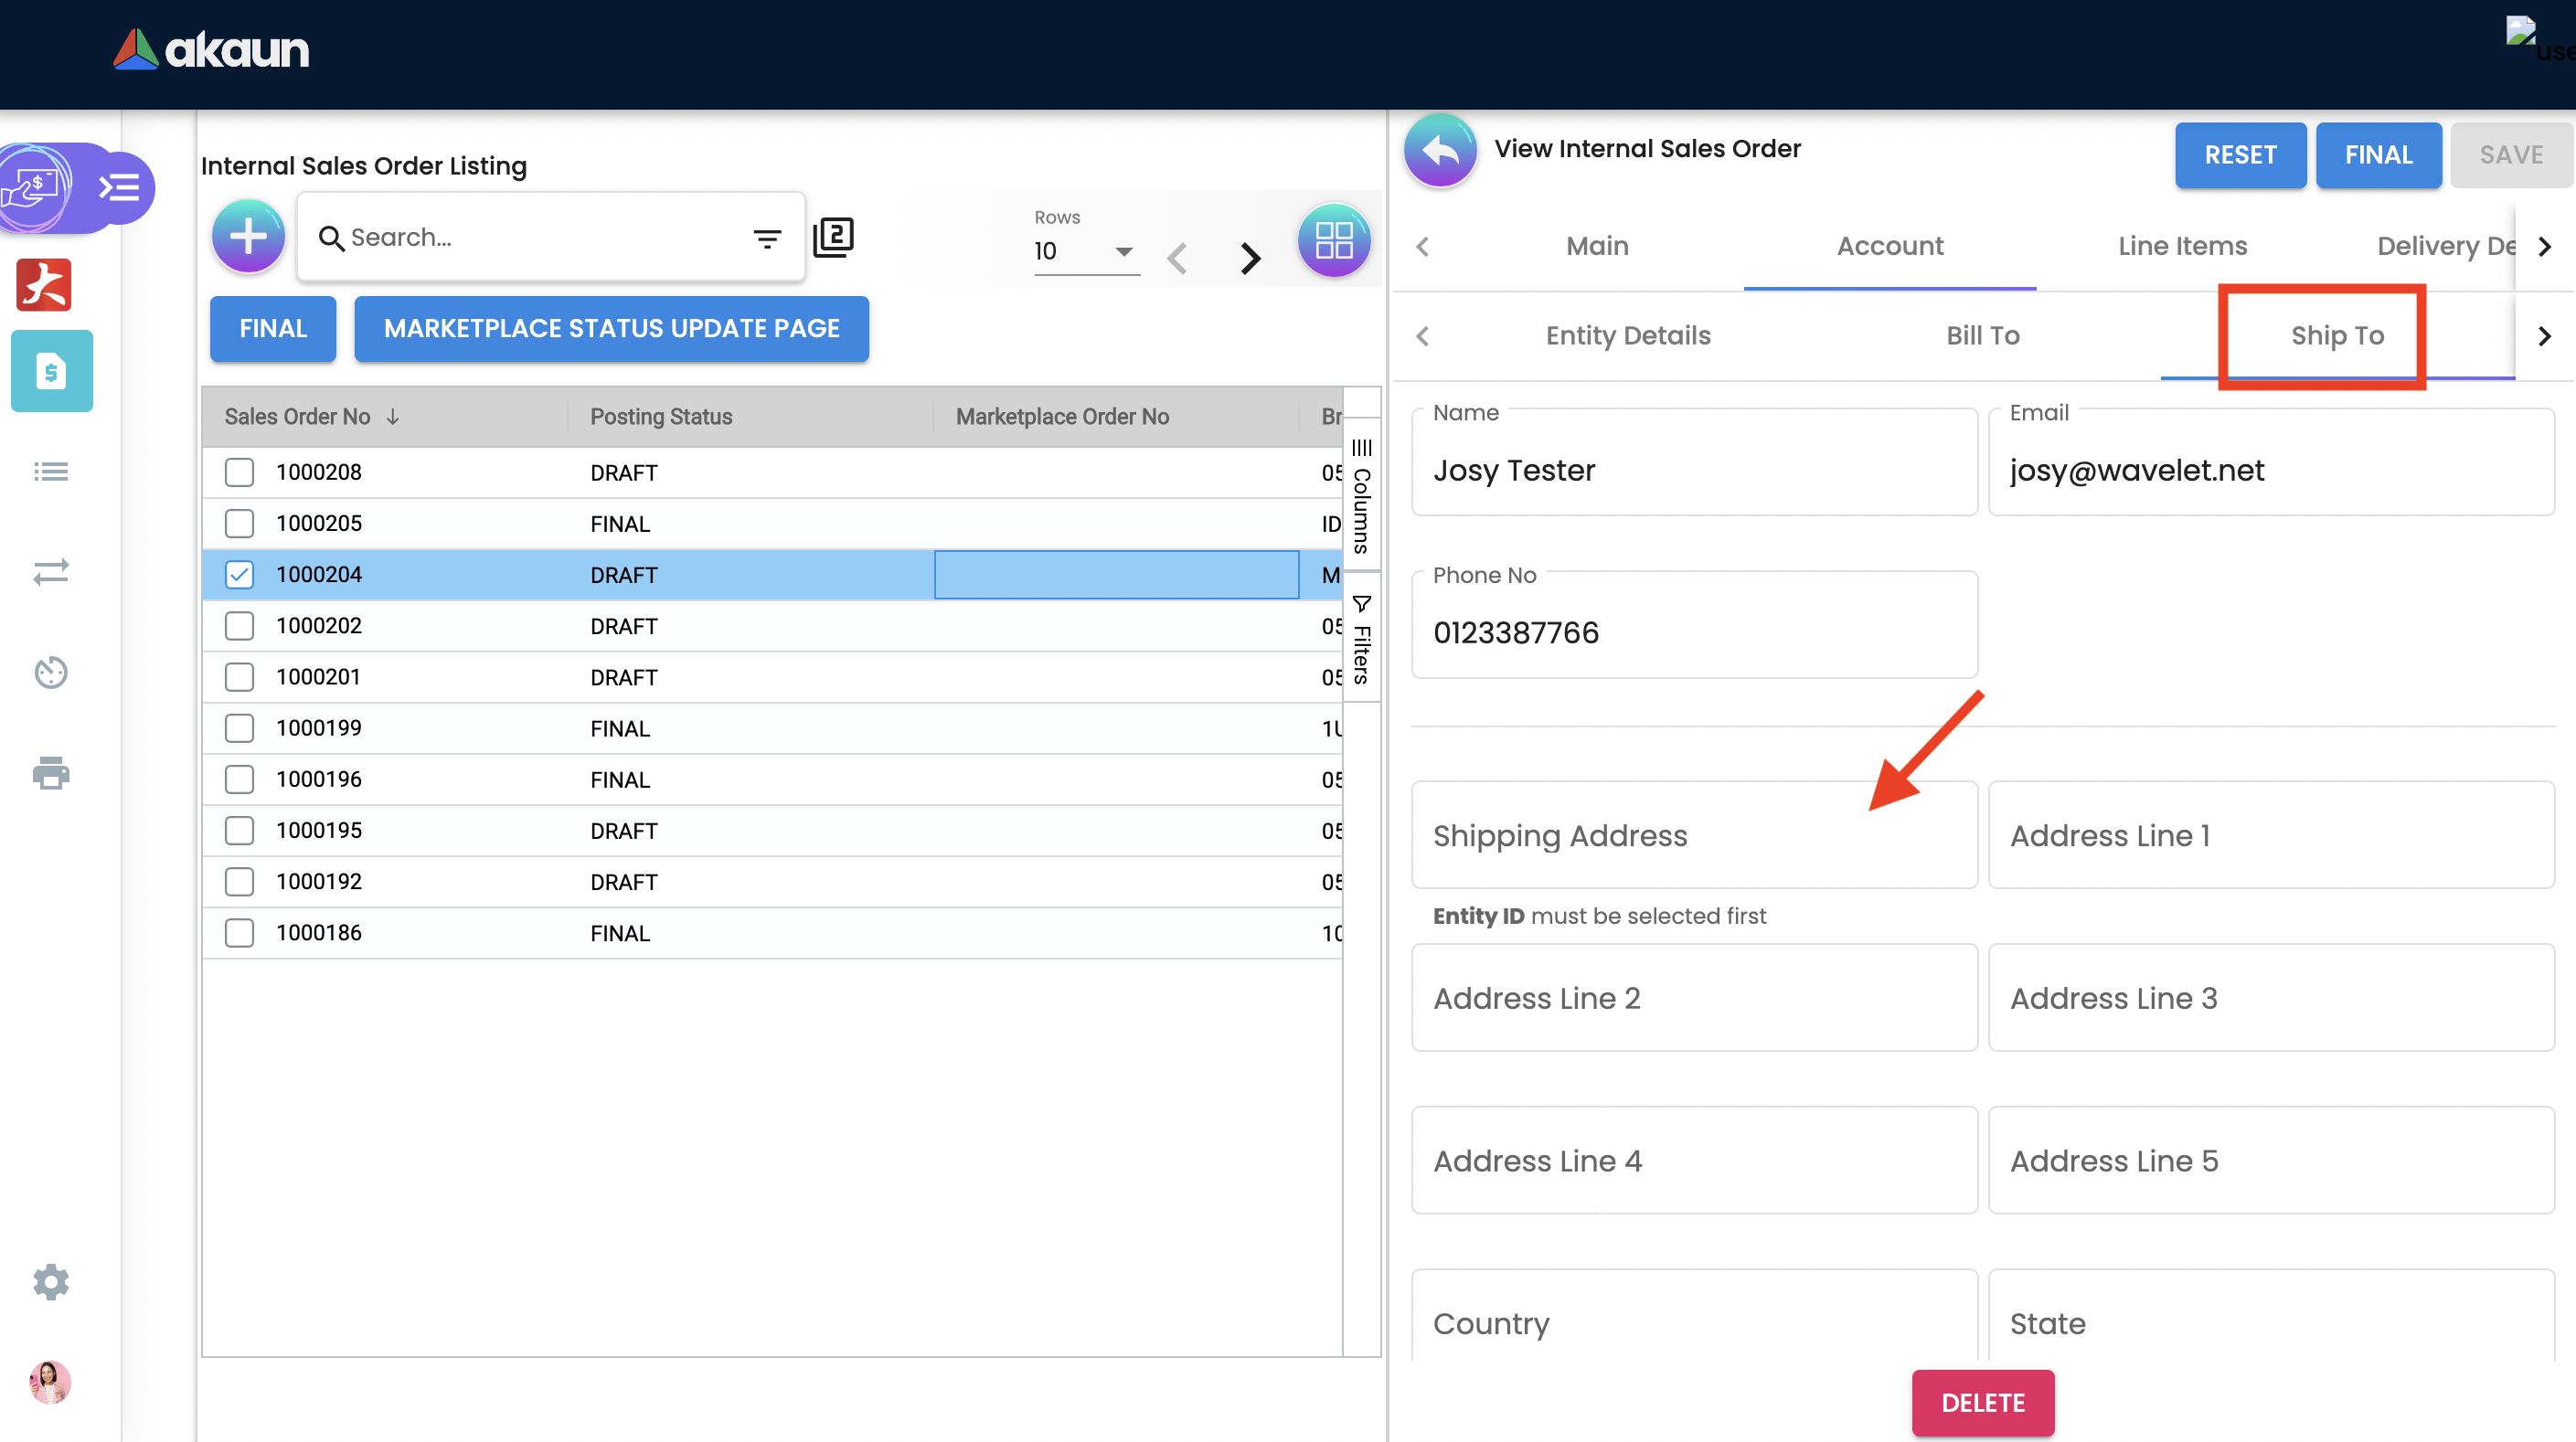 akaun
use
Internal Sales Order Listing
Search...
2
Rows
10
FINAL
MARKETPLACE STATUS UPDATE PAGE
Sales Order No
Posting Status
Marketplace Order No
Br
1000208 DRAFT 05
1000205 FINAL ID
1000204 DRAFT M
1000202 DRAFT 05
1000201 DRAFT 05
1000199 FINAL 1U
1000196 FINAL 05
1000195 DRAFT 05
1000192 DRAFT 05
1000186 FINAL 10
Columns
Filters
View Internal Sales Order
RESET
FINAL
SAVE
Main
Account
Line Items
Delivery De
Entity Details
Bill To
Ship To
Name
Josy Tester
Email
josy@wavelet.net
Phone No
0123387766
Shipping Address
Address Line 1
Entity ID must be selected first
Address Line 2
Address Line 3
Address Line 4
Address Line 5
Country
State
DELETE